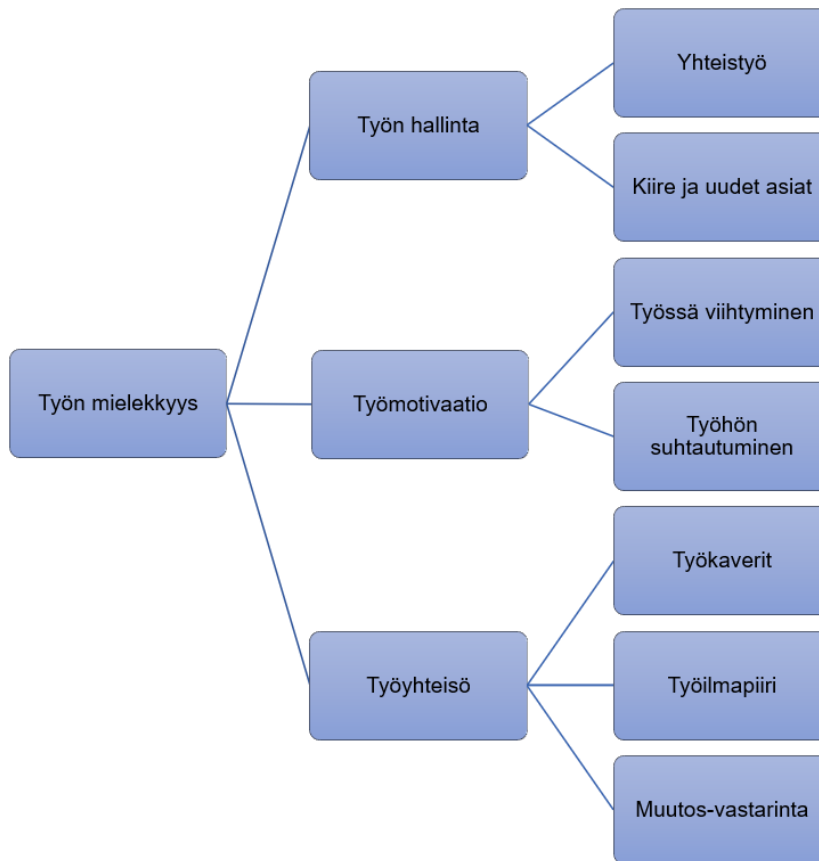 Työn mielekkyys
Työn hallinta
Yhteistyö
Kiire ja uudet asiat
Työmotivaatio
Työssä viihtyminen
Työhön
suhtautuminen
Työyhteisö
Työkaverit
Työilmapiiri
Muutos-vastarinta